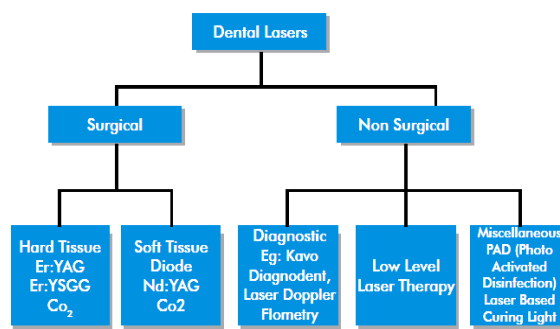 Dental Lasers
Surgical
Non Surgical
Hard Tissue
Er:YAG
Er:YSGG
Co₂
Soft Tissue
Diode
Nd:YAG
Co2
Diagnostic
Eg: Kavo
Diagnodent,
Laser Doppler
Flometry
Low Level
Laser Therapy
Miscellaneous
PAD (Photo
Activated
Disinfection)
Laser Based
Curing Light